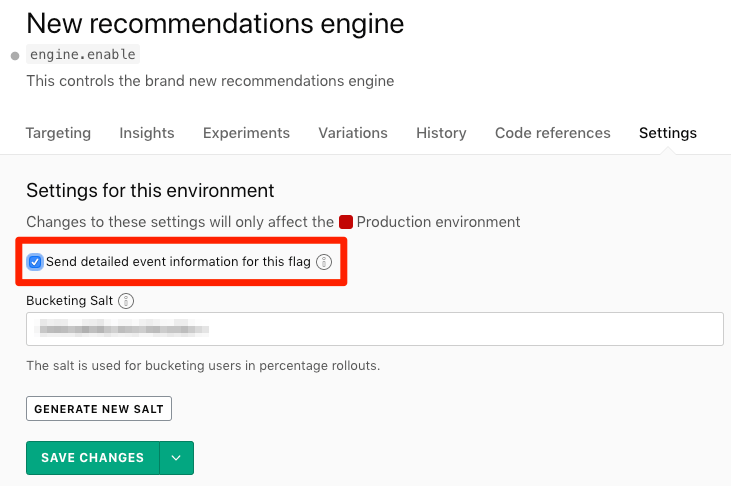 New recommendations engine
engine.enable
This controls the brand new recommendations engine
Targeting Insights Experiments Variations History Code references Settings
Settings for this environment
Changes to these settings will only affect the Production environment
Send detailed event information for this flag
Bucketing Salt
The salt is used for bucketing users in percentage rollouts.
GENERATE NEW SALT
SAVE CHANGES